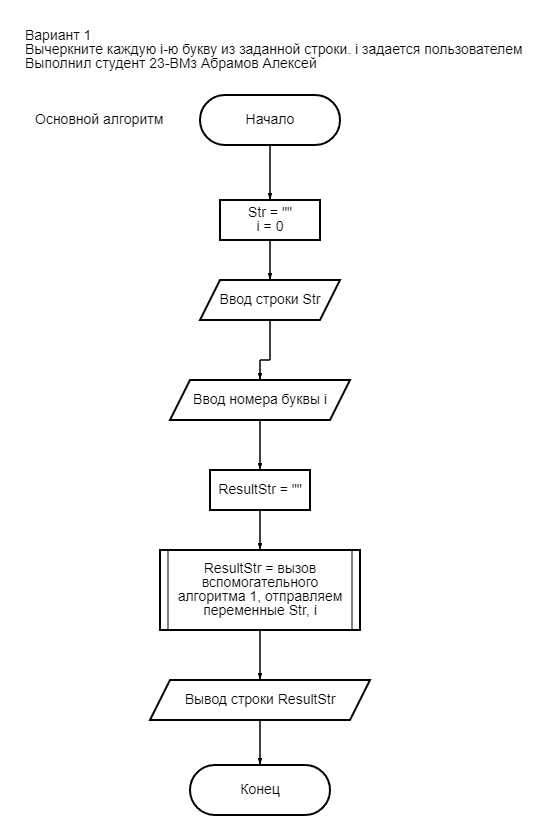 Вариант 1
Вычеркните каждую i-ю букву из заданной строки. i задается пользователем
Выполнил студент 23-ВМз Абрамов Алексей
Основной алгоритм
Начало
Str = ""
i = 0
Ввод строки Str
Ввод номера буквы i
ResultStr = ""
ResultStr = вызов
вспомогательного
алгоритма 1, отправляем
переменные Str, i
Вывод строки ResultStr
Конец